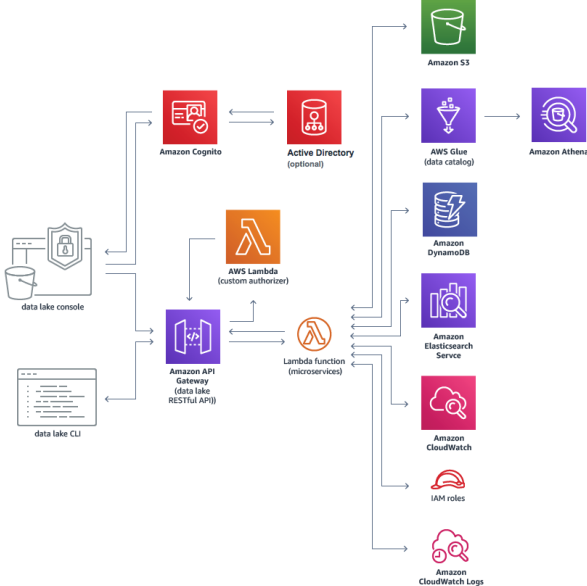 Amazon S3
Amazon Cognito
Active Directory
(optional)
AWS Glue
(data catalog)
Amazon Athena
Amazon
DynamoDB
AWS Lambda
(custom authorizer)
data lake console
Amazon
Elasticsearch
Servce
Amazon API
Gateway
(data lake
RESTful API))
Lambda function
(microservices)
data lake CLI
Amazon
CloudWatch
IAM roles
Amazon
CloudWatch Logs